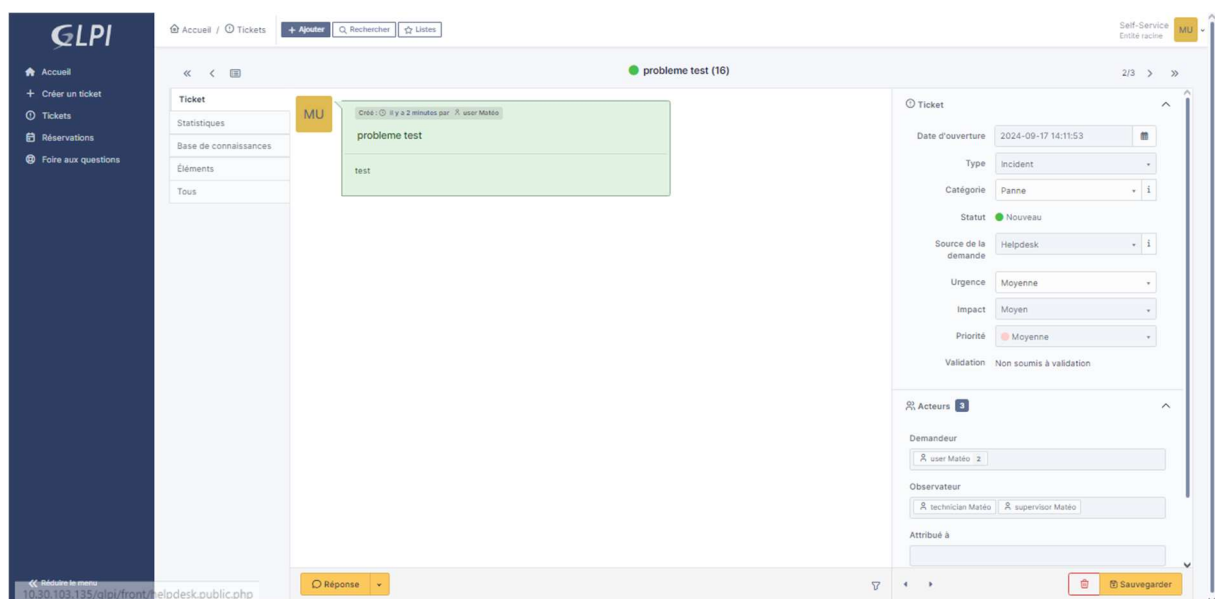 GLPI
Accueil / Tickets
+ Ajouter
Rechercher
Listes
Self-Service
Entité racine
MU
Accueil
Créer un ticket
Tickets
Réservations
Foire aux questions
probleme test (16)
2/3
Ticket
Statistiques
Base de connaissances
Éléments
Tous
MU
Créé : il y a 2 minutes par user Matéo
probleme test
test
Ticket
Date d'ouverture 2024-09-17 14:11:53
Type Incident
Catégorie Panne
Statut Nouveau
Source de la
demande
Helpdesk
Urgence Moyenne
Impact Moyen
Priorité Moyenne
Validation Non soumis à validation
Acteurs 3
Demandeur
user Matéo 2
Observateur
technician Matéo supervisor Matéo
Attribué à
Réduire le menu
10.30.103.135/glpi/front/helpdesk.public.php
Réponse
Sauvegarder